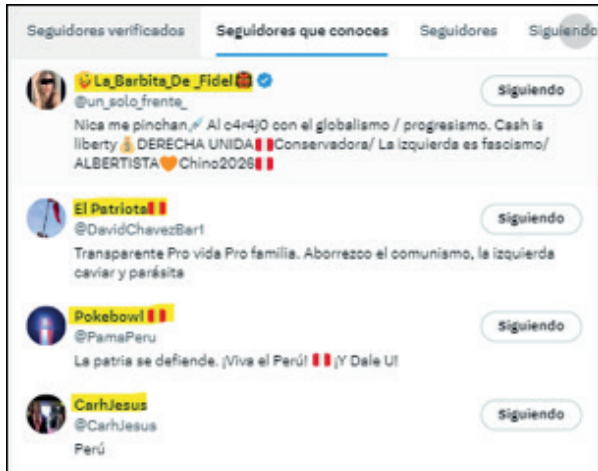 Seguidores verificados Seguidores que conoces Seguidores Siguiendo
🤪La_Barbita_De_Fidel👹
@un_solo_frente_
Siguiendo
Nica me pinchan,💉 Al c4r4j0 con el globalismo / progresismo. Cash is
liberty💰DERECHA UNIDA🇵🇪Conservadora/ La izquierda es fascismo/
ALBERTISTA🧡Chino2026🇵🇪
El Patriota🇵🇪
@DavidChavezBar1
Siguiendo
Transparente Pro vida Pro familia. Aborrezco el comunismo, la izquierda
caviar y parásita
Pokebowl🇵🇪
@PamaPeru
Siguiendo
La patria se defiende. ¡Viva el Perú! 🇵🇪¡Y Dale U!
CarhJesus
@CarhJesus
Siguiendo
Perú